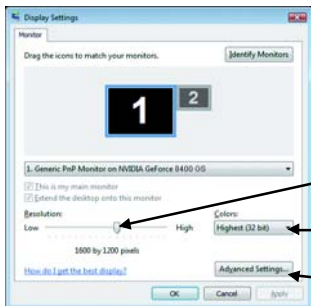 Display Settings
Monitor
Drag the icons to match your monitors.
Identify Monitors
1
2
1. Generic PnP Monitor on NVIDIA GeForce 8400 GS
This is my main monitor
Extend the desktop onto this monitor
Resolution:
Colors:
Low
High
Highest (32 bit)
1600 by 1200 pixels
How do I get the best display?
Advanced Settings...
OK
Cancel
Apply